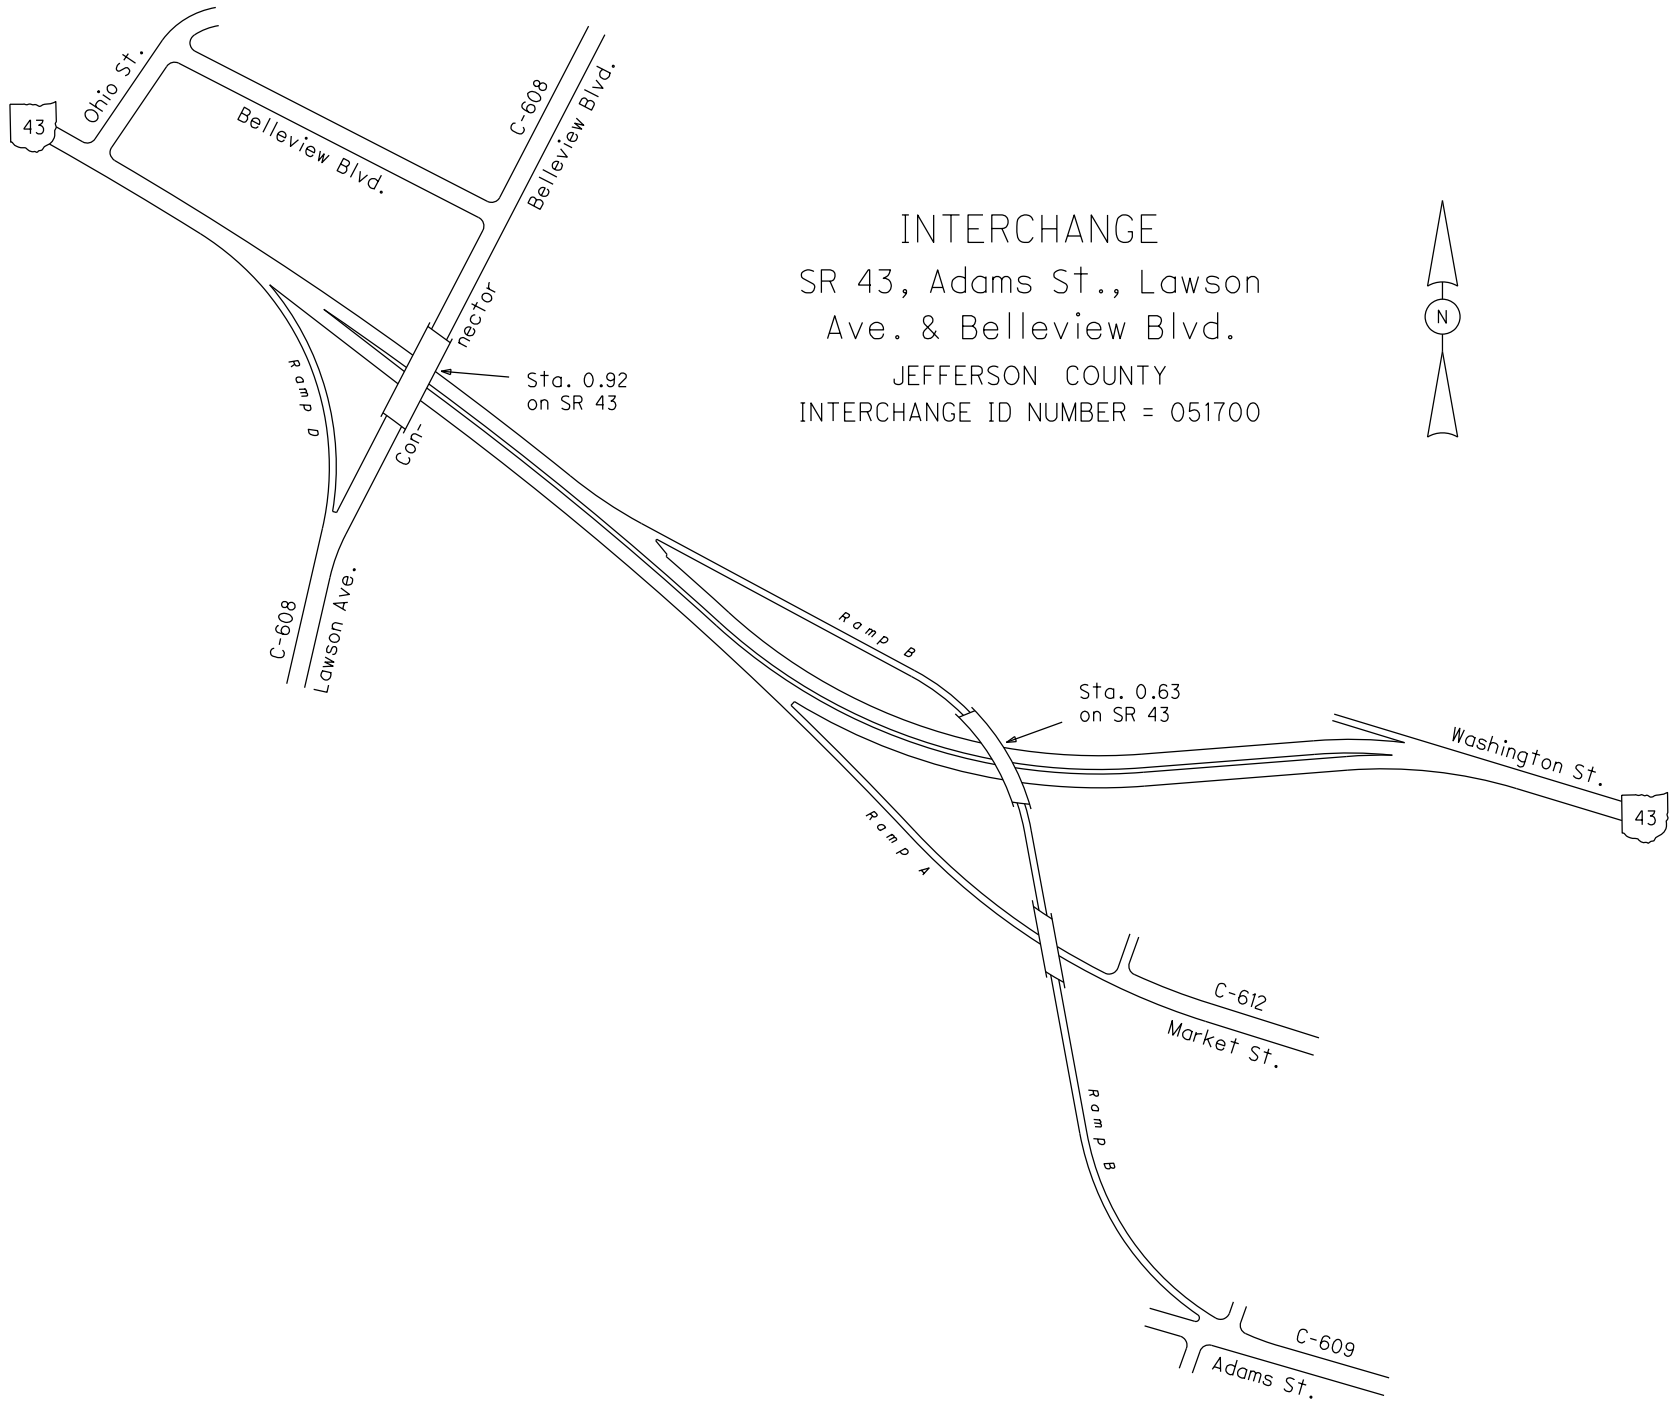 Ohio St.
43
Belleview Blvd.
C-608
Belleview Blvd.
INTERCHANGE
SR 43, Adams St., Lawson
Ave. & Belleview Blvd.
JEFFERSON COUNTY
INTERCHANGE ID NUMBER = 051700
N
Con-
nector
Sta. 0.92
on SR 43
Ramp D
C-608
Lawson Ave.
Ramp B
Sta. 0.63
on SR 43
Washington St.
43
Ramp A
C-612
Market St.
Ramp B
C-609
Adams St.